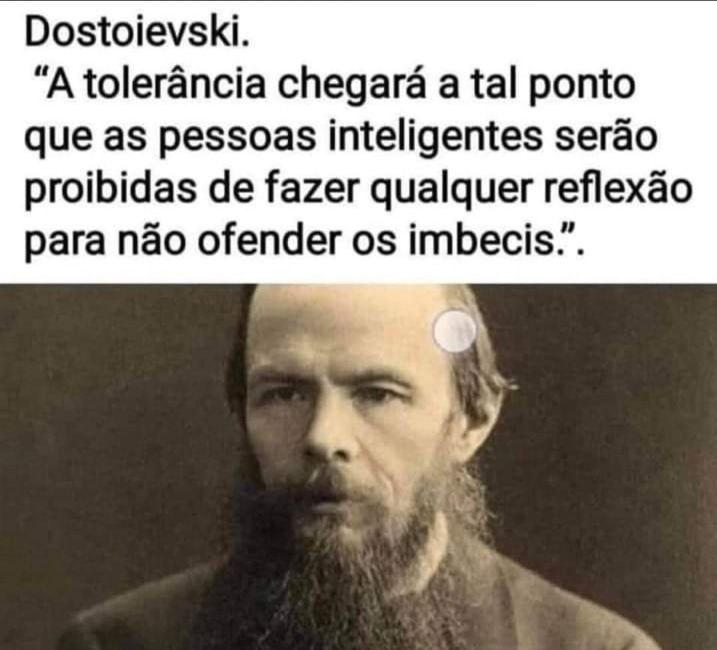 Dostoievski.
“A tolerância chegará a tal ponto
que as pessoas inteligentes serão
proibidas de fazer qualquer reflexão
para não ofender os imbecis.”.